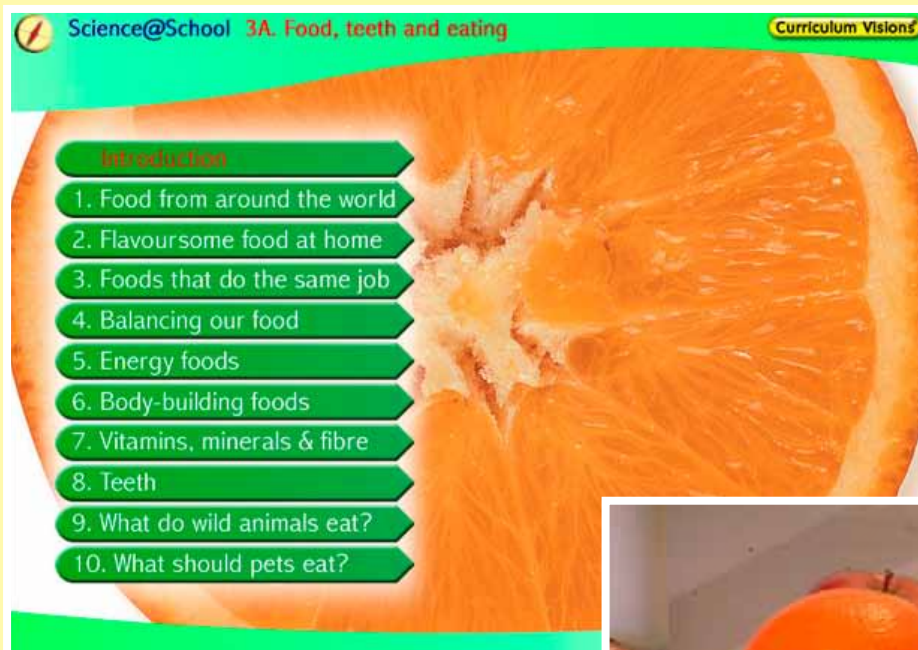 Science@School 3A. Food, teeth and eating
Curriculum Visions
Introduction
1. Food from around the world
2. Flavoursome food at home
3. Foods that do the same job
4. Balancing our food
5. Energy foods
6. Body-building foods
7. Vitamins, minerals & fibre
8. Teeth
9. What do wild animals eat?
10. What should pets eat?